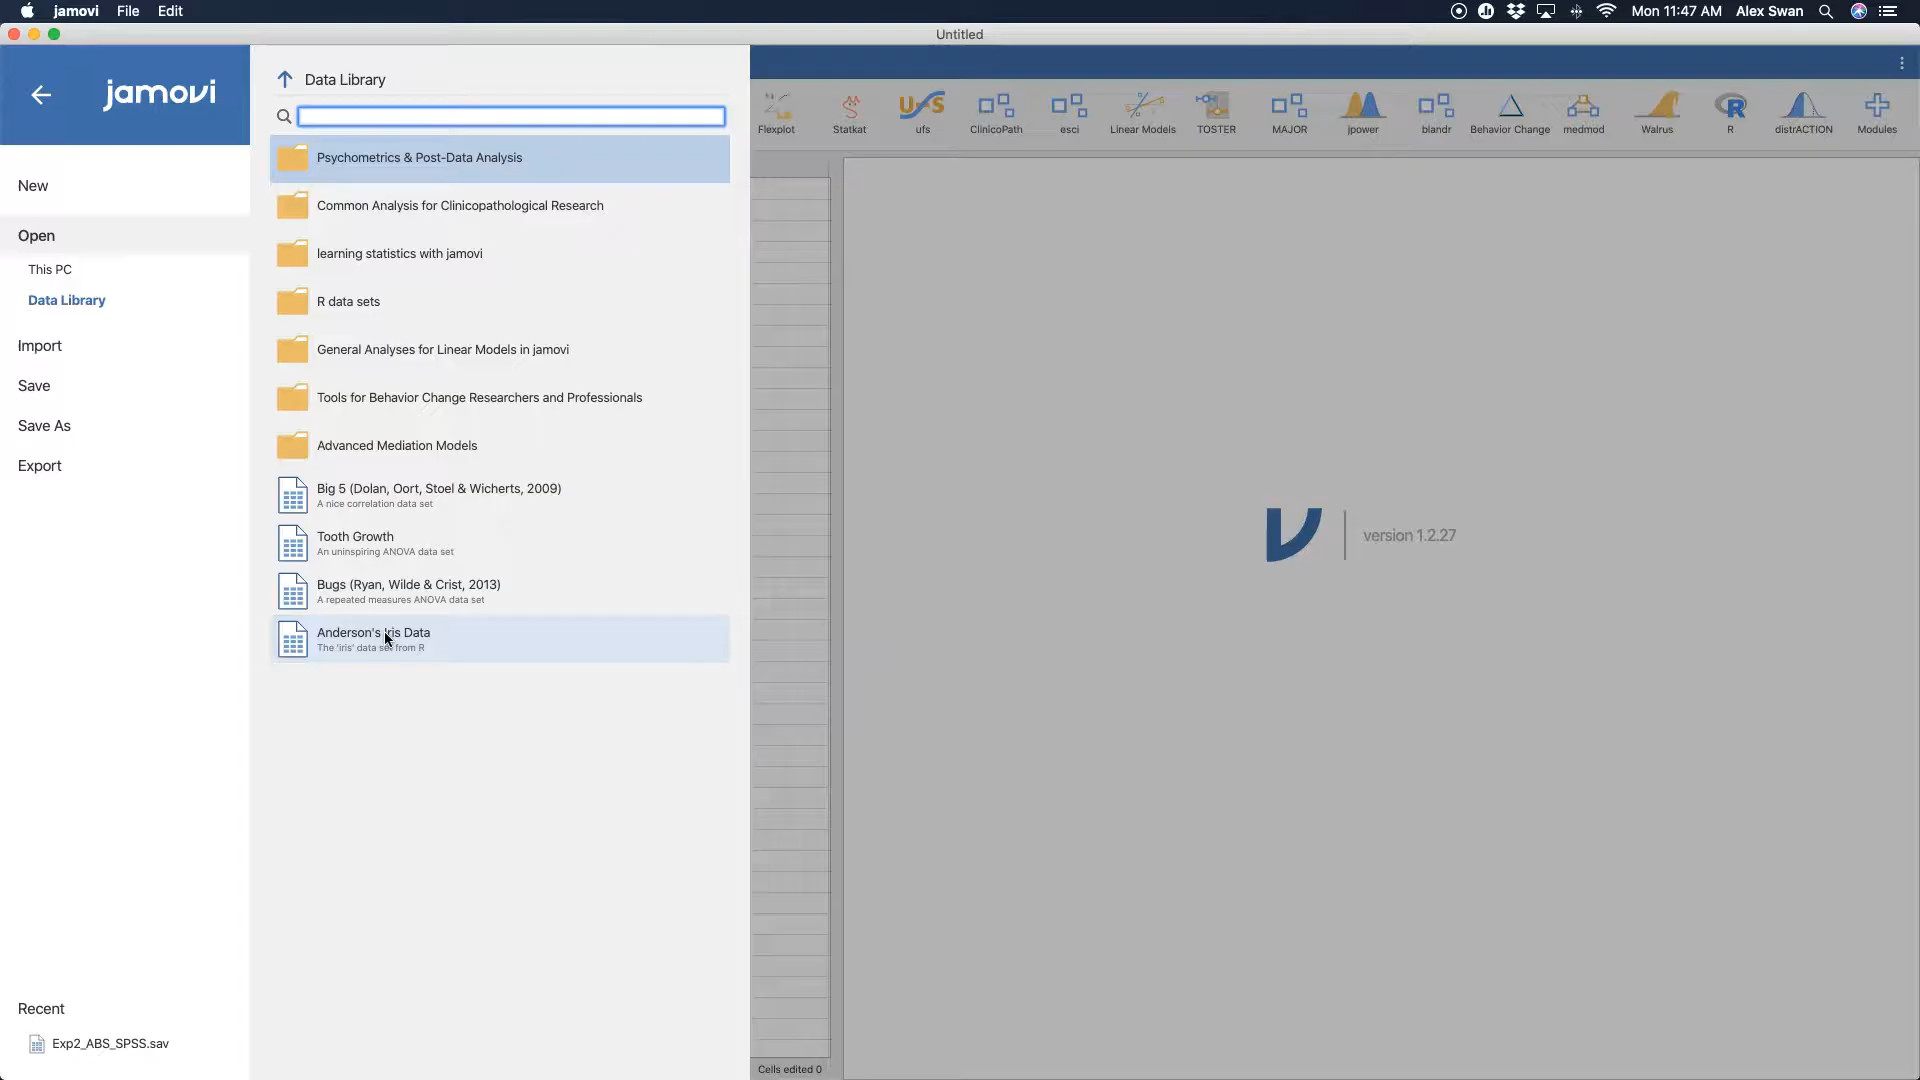 jamovi File Edit
Mon 11:47 AM Alex Swan
Untitled
jamovi
New
Open
This PC
Data Library
Import
Save
Save As
Export
Recent
Exp2_ABS_SPSS.sav
Data Library
Psychometrics & Post-Data Analysis
Common Analysis for Clinicopathological Research
learning statistics with jamovi
R data sets
General Analyses for Linear Models in jamovi
Tools for Behavior Change Researchers and Professionals
Advanced Mediation Models
Big 5 (Dolan, Oort, Stoel & Wicherts, 2009)
A nice correlation data set
Tooth Growth
An uninspiring ANOVA data set
Bugs (Ryan, Wilde & Crist, 2013)
A repeated measures ANOVA data set
Anderson's Iris Data
The 'iris' data set from R
Flexplot Statkat ufs ClinicoPath esci Linear Models TOSTER MAJOR jpower blandr Behavior Change medmod Walrus R distrACTION Modules
version 1.2.27
Cells edited 0